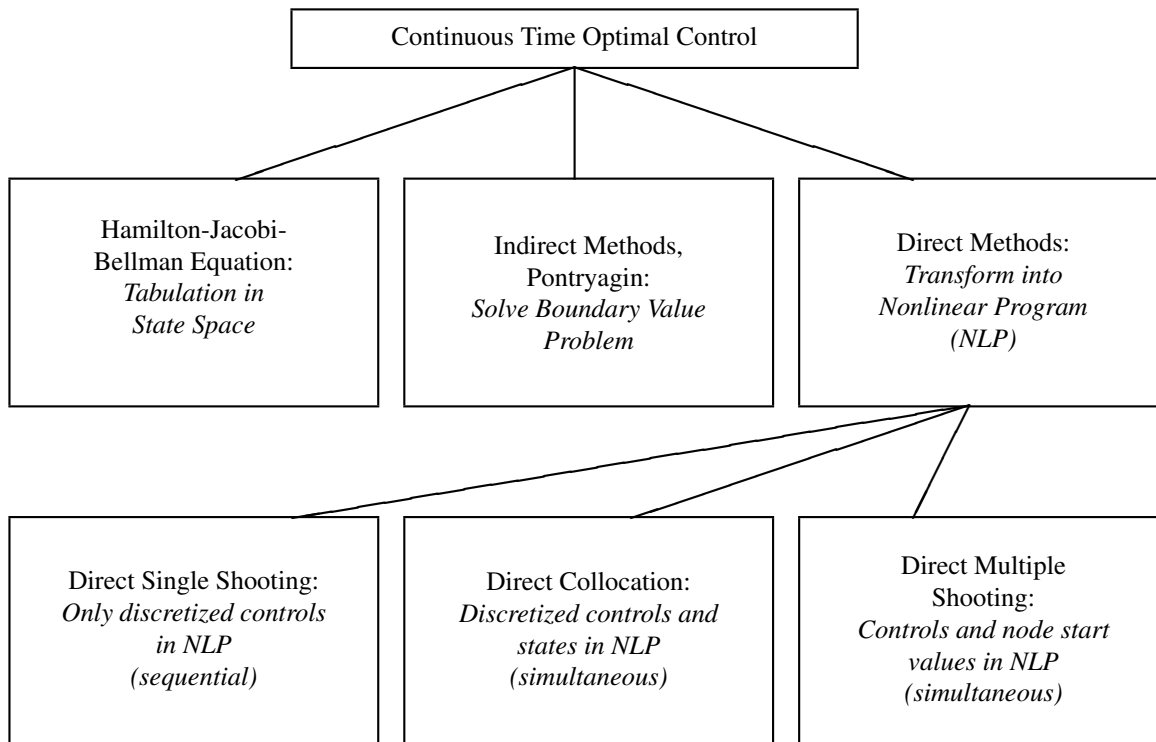 Continuous Time Optimal Control
Hamilton-Jacobi-
Bellman Equation:
Tabulation in
State Space
Indirect Methods,
Pontryagin:
Solve Boundary Value
Problem
Direct Methods:
Transform into
Nonlinear Program
(NLP)
Direct Single Shooting:
Only discretized controls
in NLP
(sequential)
Direct Collocation:
Discretized controls and
states in NLP
(simultaneous)
Direct Multiple
Shooting:
Controls and node start
values in NLP
(simultaneous)